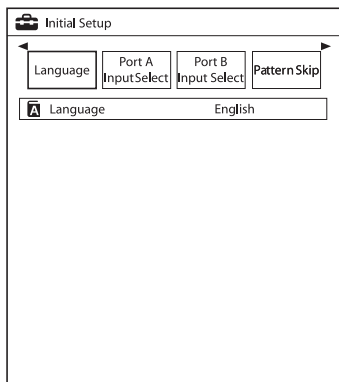 Initial Setup
Language
Port A
Input Select
Port B
Input Select
Pattern Skip
A Language English